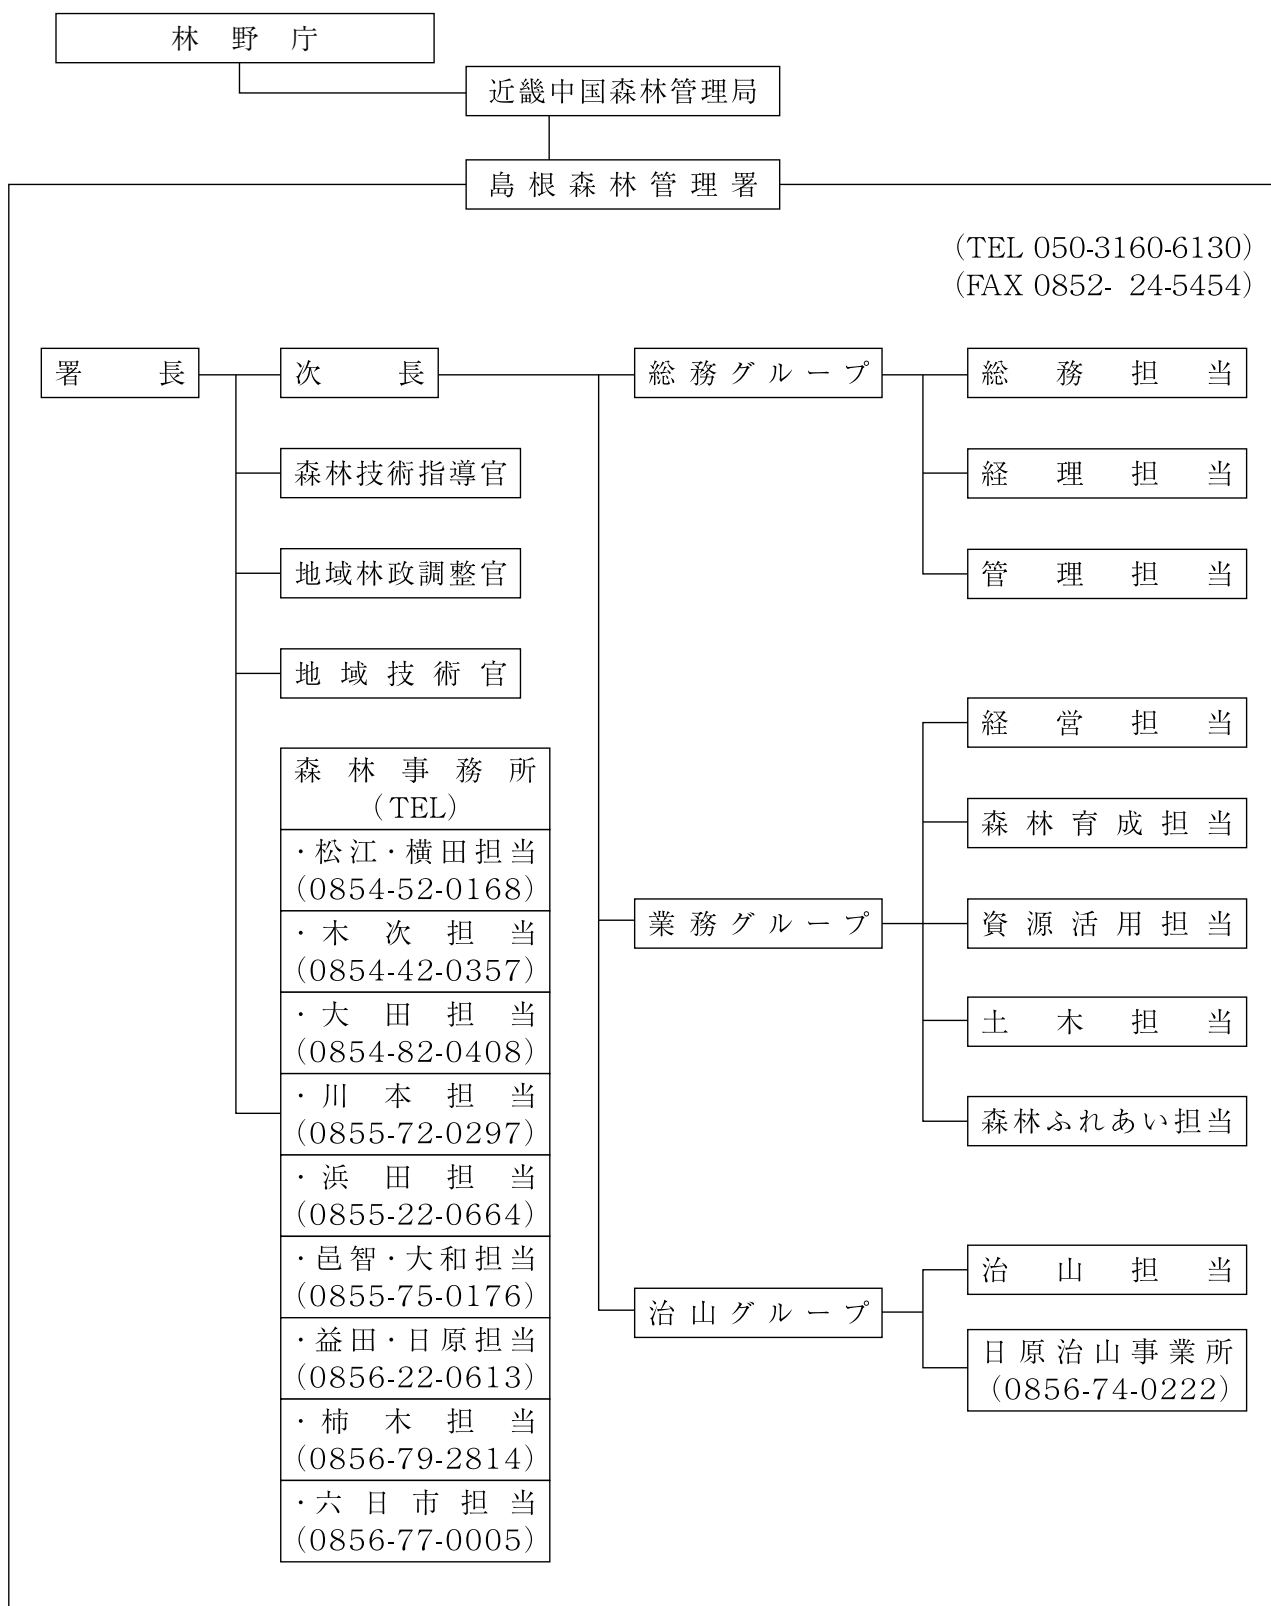 林野庁
近畿中国森林管理局
島根森林管理署
(TEL 050-3160-6130)
(FAX 0852- 24-5454)
署長
次長
森林技術指導官
地域林政調整官
地域技術官
森林事務所
(TEL)
・松江・横田担当
(0854-52-0168)
・木次担当
(0854-42-0357)
・大田担当
(0854-82-0408)
・川本担当
(0855-72-0297)
・浜田担当
(0855-22-0664)
・邑智・大和担当
(0855-75-0176)
・益田・日原担当
(0856-22-0613)
・柿木担当
(0856-79-2814)
・六日市担当
(0856-77-0005)
総務グループ
総務担当
経理担当
管理担当
業務グループ
経営担当
森林育成担当
資源活用担当
土木担当
森林ふれあい担当
治山グループ
治山担当
日原治山事業所
(0856-74-0222)